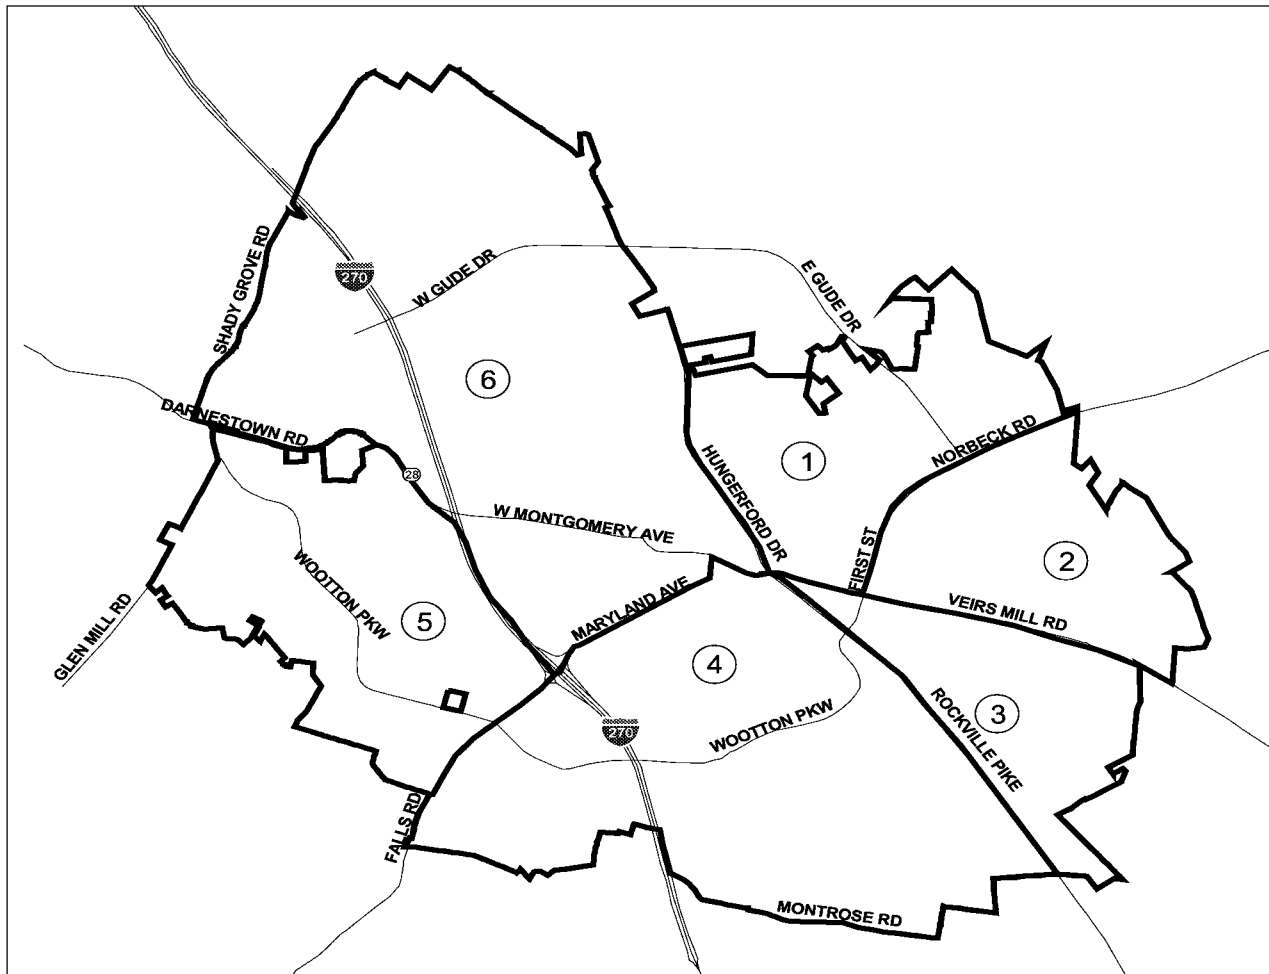 SHADY GROVE RD
270
W GUDE DR
E GUDE DR
6
DARNESTOWN RD
28
HUNGERFORD DR
1
NORBECK RD
W MONTGOMERY AVE
FIRST ST
2
WOOTTON PKW
MARYLAND AVE
VEIRS MILL RD
GLEN MILL RD
5
4
WOOTTON PKW
3
270
ROCKVILLE PIKE
FALLS RD
MONTROSE RD